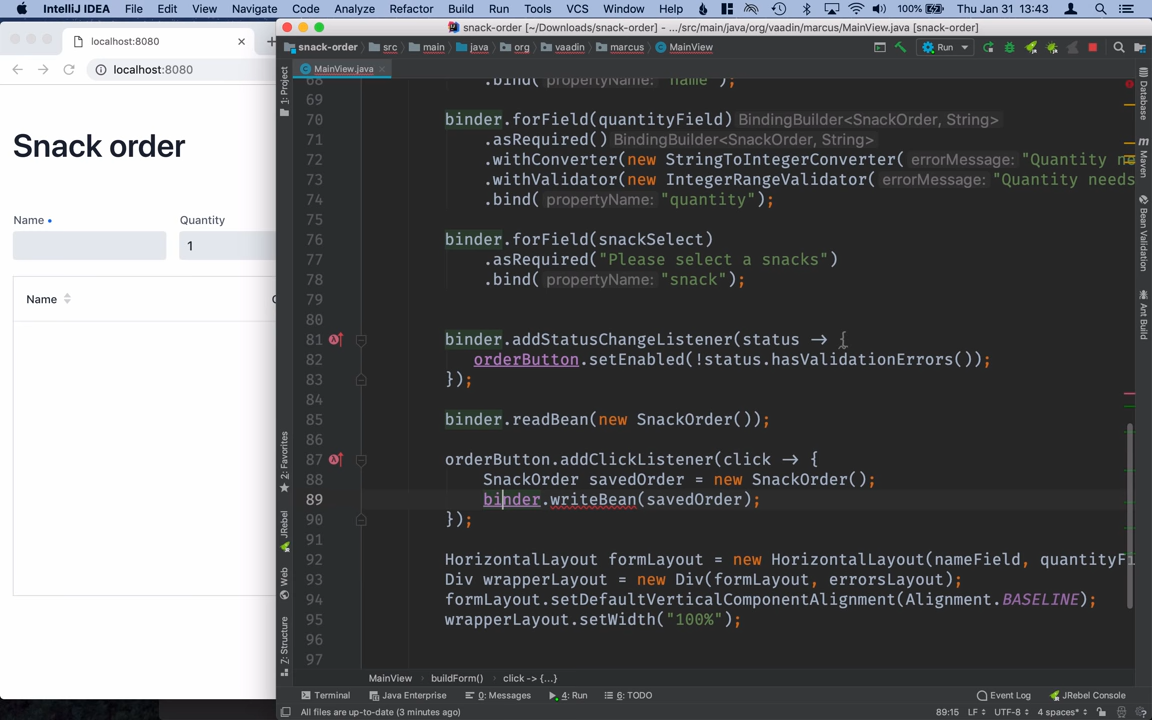 IntelliJ IDEA File Edit View Navigate Code Analyze Refactor Build Run Tools VCS Window Help 100% Thu Jan 31 13:43
localhost:8080
localhost:8080
Snack order
Name • Quantity
1
Name
snack-order [~/Downloads/snack-order] - .../src/main/java/org/vaadin/marcus/MainView.java [snack-order]
snack-order src main java org vaadin marcus MainView Run
MainView.java
68 .bind( propertyName: "name");
69
70 binder.forField(quantityField) BindingBuilder<SnackOrder, String>
71 .asRequired() BindingBuilder<SnackOrder, String>
72 .withConverter(new StringToIntegerConverter( errorMessage: "Quantity ne
73 .withValidator(new IntegerRangeValidator( errorMessage: "Quantity needs
74 .bind( propertyName: "quantity");
75
76 binder.forField(snackSelect)
77 .asRequired("Please select a snacks")
78 .bind( propertyName: "snack");
79
80
81 binder.addStatusChangeListener(status -> {
82 orderButton.setEnabled(!status.hasValidationErrors());
83 });
84
85 binder.readBean(new SnackOrder());
86
87 orderButton.addClickListener(click -> {
88 SnackOrder savedOrder = new SnackOrder();
89 binder.writeBean(savedOrder);
90 });
91
92 HorizontalLayout formLayout = new HorizontalLayout(nameField, quantityFi
93 Div wrapperLayout = new Div(formLayout, errorsLayout);
94 formLayout.setDefaultVerticalComponentAlignment(Alignment.BASELINE);
95 wrapperLayout.setWidth("100%");
96
97
MainView › buildForm() › click -> {...}
Terminal Java Enterprise 0: Messages 4: Run 6: TODO Event Log JRebel Console
All files are up-to-date (3 minutes ago) 89:15 LF UTF-8 4 spaces
1: Project
2: Favorites
JRebel
Web
Z: Structure
Database
Maven
Bean Validation
Ant Build